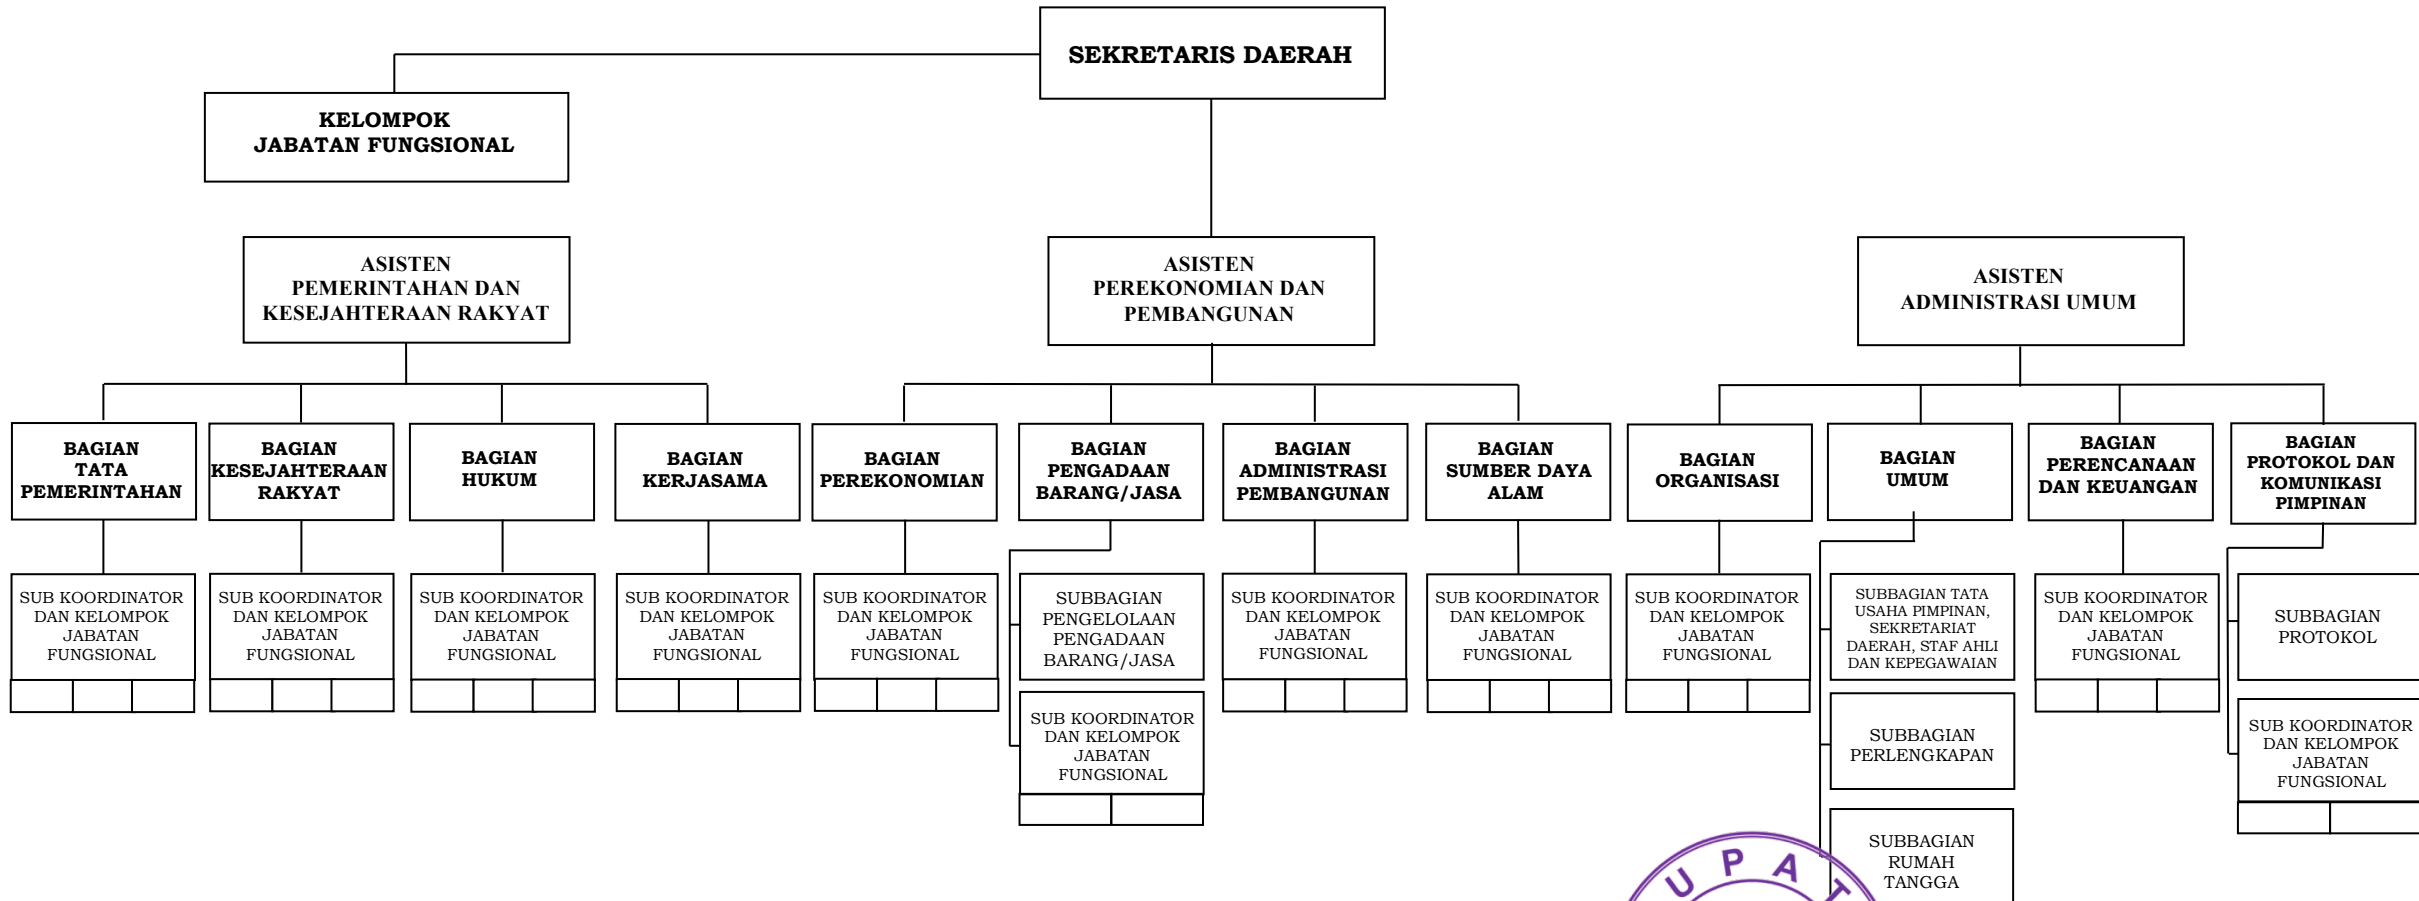 SEKRETARIS DAERAH
KELOMPOK
JABATAN FUNGSIONAL
ASISTEN
PEMERINTAHAN DAN
KESEJAHTERAAN RAKYAT
ASISTEN
PEREKONOMIAN DAN
PEMBANGUNAN
ASISTEN
ADMINISTRASI UMUM
BAGIAN
TATA
PEMERINTAHAN
BAGIAN
KESEJAHTERAAN
RAKYAT
BAGIAN
HUKUM
BAGIAN
KERJASAMA
BAGIAN
PEREKONOMIAN
BAGIAN
PENGADAAN
BARANG/JASA
BAGIAN
ADMINISTRASI
PEMBANGUNAN
BAGIAN
SUMBER DAYA
ALAM
BAGIAN
ORGANISASI
BAGIAN
UMUM
BAGIAN
PERENCANAAN
DAN KEUANGAN
BAGIAN
PROTOKOL DAN
KOMUNIKASI
PIMPINAN
SUB KOORDINATOR
DAN KELOMPOK
JABATAN
FUNGSIONAL
SUB KOORDINATOR
DAN KELOMPOK
JABATAN
FUNGSIONAL
SUB KOORDINATOR
DAN KELOMPOK
JABATAN
FUNGSIONAL
SUB KOORDINATOR
DAN KELOMPOK
JABATAN
FUNGSIONAL
SUB KOORDINATOR
DAN KELOMPOK
JABATAN
FUNGSIONAL
SUBBAGIAN
PENGELOLAAN
PENGADAAN
BARANG/JASA
SUB KOORDINATOR
DAN KELOMPOK
JABATAN
FUNGSIONAL
SUB KOORDINATOR
DAN KELOMPOK
JABATAN
FUNGSIONAL
SUB KOORDINATOR
DAN KELOMPOK
JABATAN
FUNGSIONAL
SUBBAGIAN TATA
USAHA PIMPINAN,
SEKRETARIAT
DAERAH, STAF AHLI
DAN KEPEGAWAIAN
SUB KOORDINATOR
DAN KELOMPOK
JABATAN
FUNGSIONAL
SUBBAGIAN
PROTOKOL
SUB KOORDINATOR
DAN KELOMPOK
JABATAN
FUNGSIONAL
SUBBAGIAN
PERLENGKAPAN
SUB KOORDINATOR
DAN KELOMPOK
JABATAN
FUNGSIONAL
SUBBAGIAN
RUMAH
TANGGA
UPAT